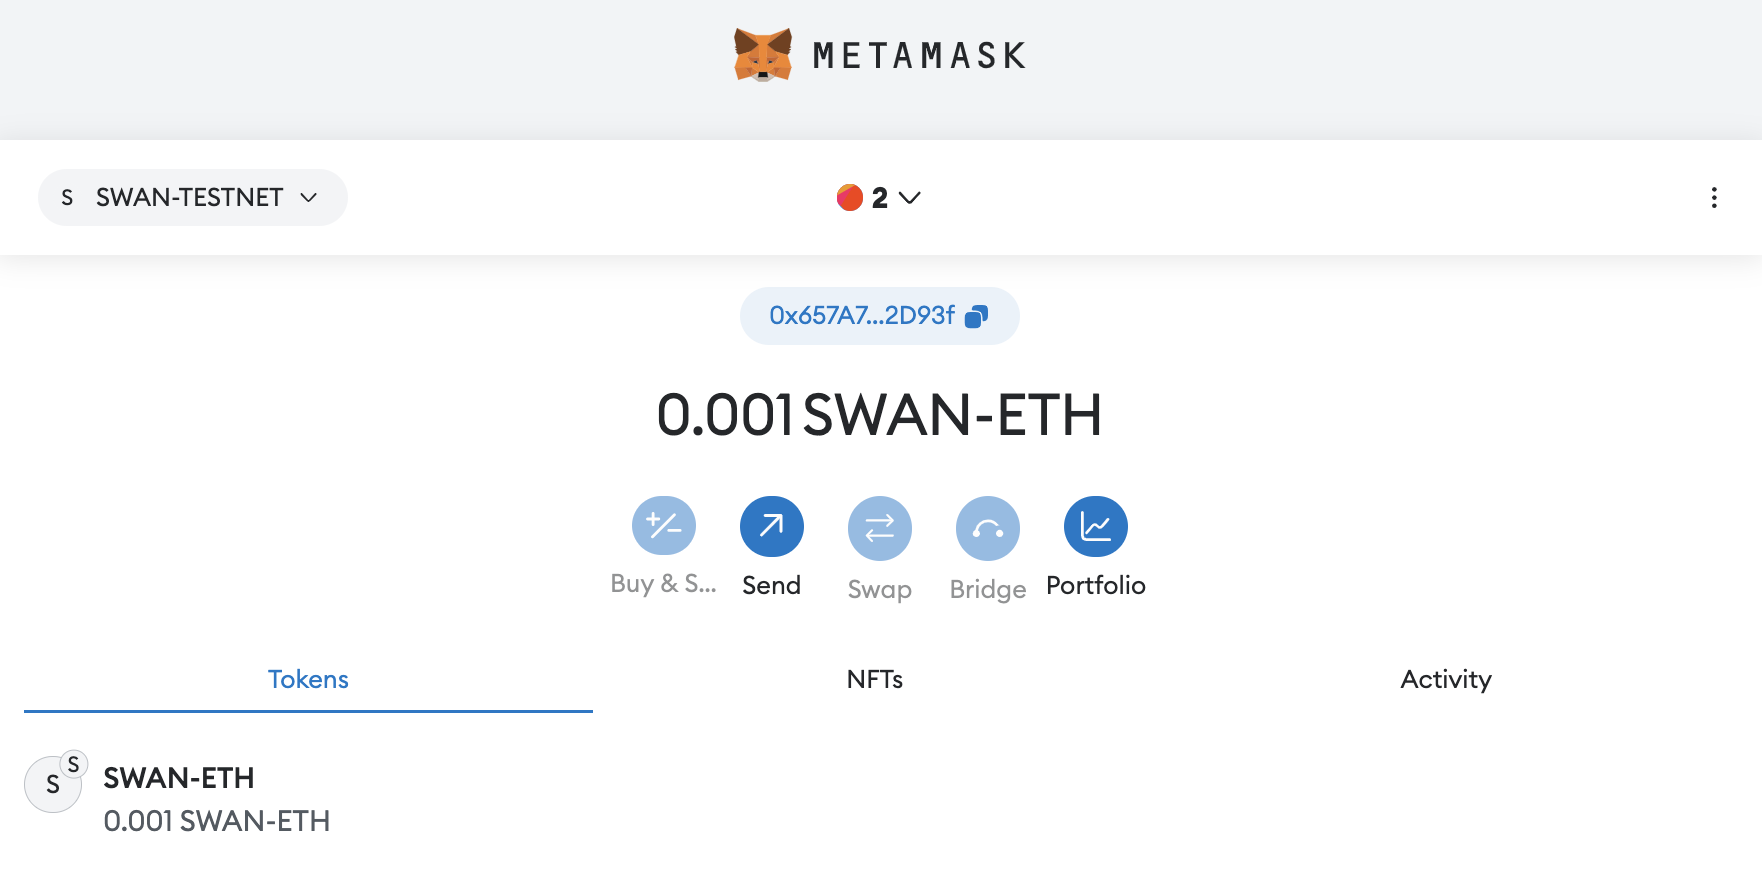 METAMASK
S SWAN-TESTNET
2
0x657A7...2D93f
0.001 SWAN-ETH
Buy & S... Send Swap Bridge Portfolio
Tokens NFTs Activity
S S
SWAN-ETH
0.001 SWAN-ETH